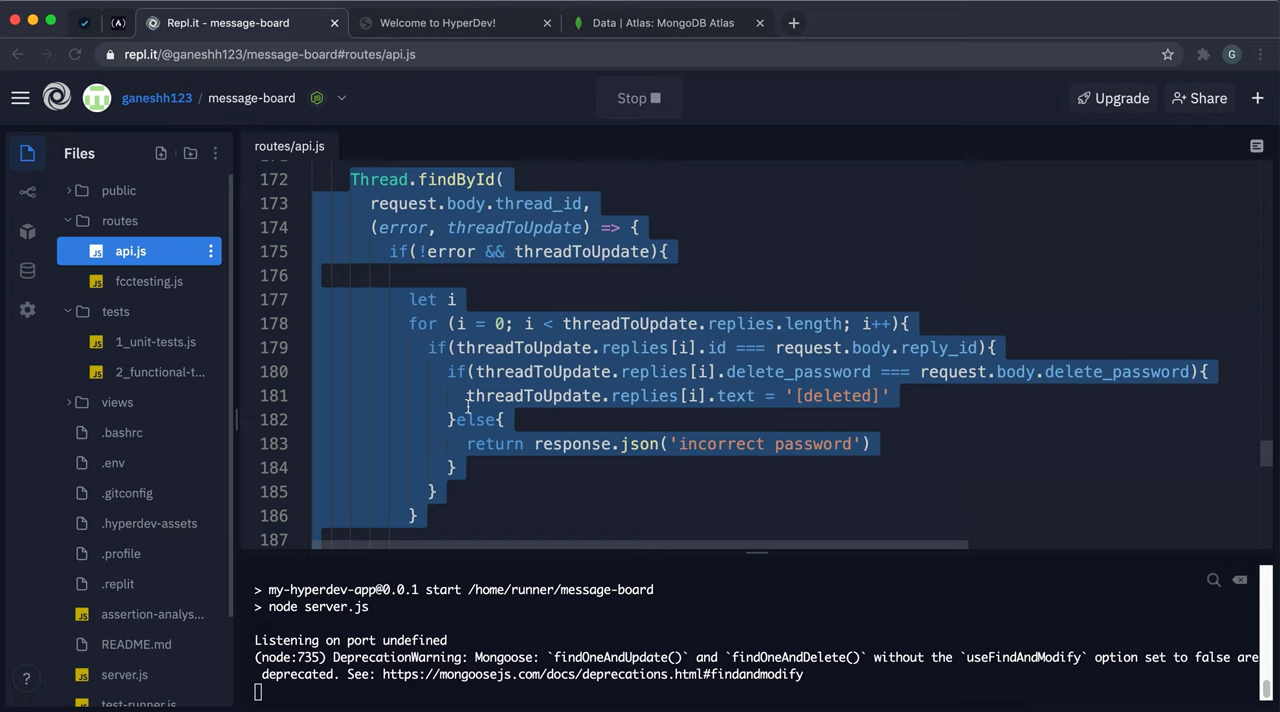 Repl.it - message-board
Welcome to HyperDev!
Data | Atlas: MongoDB Atlas
repl.it/@ganeshh123/message-board#routes/api.js
G
ganeshh123 / message-board
Stop
Upgrade
Share
Files
public
routes
api.js
fcctesting.js
tests
1_unit-tests.js
2_functional-t...
views
.bashrc
.env
.gitconfig
.hyperdev-assets
.profile
.replit
assertion-analys...
README.md
server.js
test-runner.js
?
routes/api.js
172 Thread.findById(
173 request.body.thread_id,
174 (error, threadToUpdate) => {
175 if(!error && threadToUpdate){
176
177 let i
178 for (i = 0; i < threadToUpdate.replies.length; i++){
179 if(threadToUpdate.replies[i].id === request.body.reply_id){
180 if(threadToUpdate.replies[i].delete_password === request.body.delete_password){
181 threadToUpdate.replies[i].text = '[deleted]'
182 }else{
183 return response.json('incorrect password')
184 }
185 }
186 }
187
> my-hyperdev-app@0.0.1 start /home/runner/message-board
> node server.js
Listening on port undefined
(node:735) DeprecationWarning: Mongoose: `findOneAndUpdate()` and `findOneAndDelete()` without the `useFindAndModify` option set to false are
deprecated. See: https://mongoosejs.com/docs/deprecations.html#findandmodify